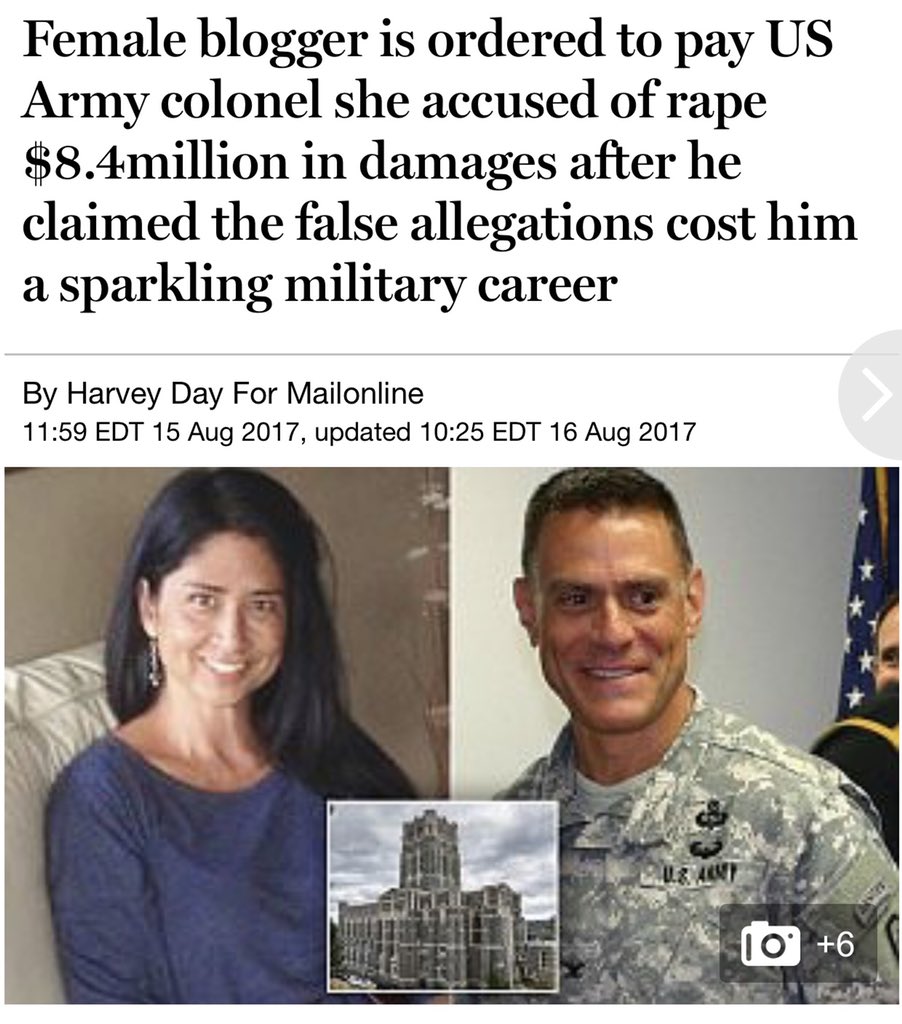 Female blogger is ordered to pay US
Army colonel she accused of rape
$8.4million in damages after he
claimed the false allegations cost him
a sparkling military career
By Harvey Day For Mailonline
11:59 EDT 15 Aug 2017, updated 10:25 EDT 16 Aug 2017
U.S. ARMY
+6